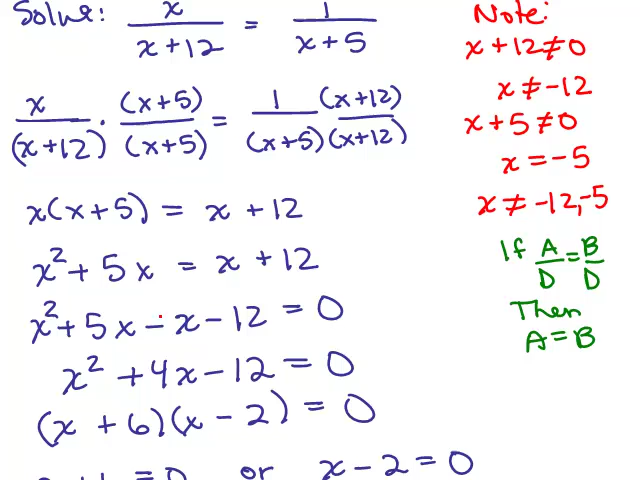 Solve: x/(x+12) = 1/(x+5)
x/(x+12) · (x+5)/(x+5) = 1/(x+5) (x+12)/(x+12)
x(x+5) = x+12
x² + 5x = x+12
x² + 5x - x - 12 = 0
x² + 4x - 12 = 0
(x + 6)(x - 2) = 0
= 0 or x - 2 = 0
Note:
x + 12 ≠ 0
x ≠ -12
x + 5 ≠ 0
x = -5
x ≠ -12, -5
If A/D = B/D
Then
A = B